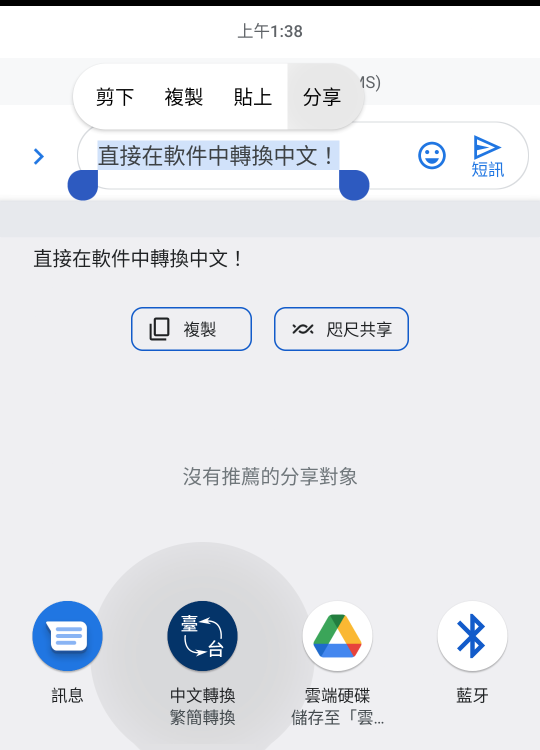 上午1:38
MS)
剪下 複製 貼上 分享
直接在軟件中轉換中文！
短訊
直接在軟件中轉換中文！
複製 咫尺共享
沒有推薦的分享對象
臺
台
訊息 中文轉換 雲端硬碟 藍牙
繁簡轉換 儲存至「雲…